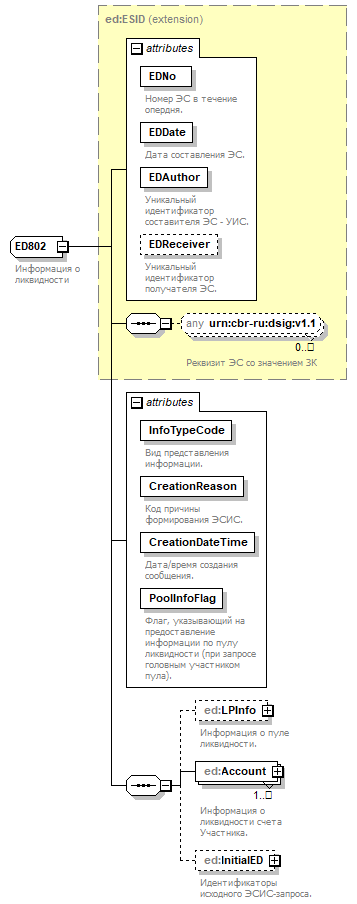 ed:ESID (extension)
attributes
EDNo
Номер ЭС в течение
опердня.
EDDate
Дата составления ЭС.
EDAuthor
Уникальный
идентификатор
составителя ЭС - УИС.
EDReceiver
Уникальный
идентификатор
получателя ЭС.
ED802
Информация о
ликвидности
any urn:cbr-ru:dsig:v1.1
0..
Реквизит ЭС со значением ЗК
attributes
InfoTypeCode
Вид представления
информации.
CreationReason
Код причины
формирования ЭСИС.
CreationDateTime
Дата/время создания
сообщения.
PoolInfoFlag
Флаг, указывающий на
предоставление
информации по пулу
ликвидности (при запросе
головным участником
пула).
ed:LPInfo
Информация о пуле
ликвидности.
ed:Account
1..
Информация о
ликвидности счета
Участника.
ed:InitialED
Идентификаторы
исходного ЭСИС-запроса.